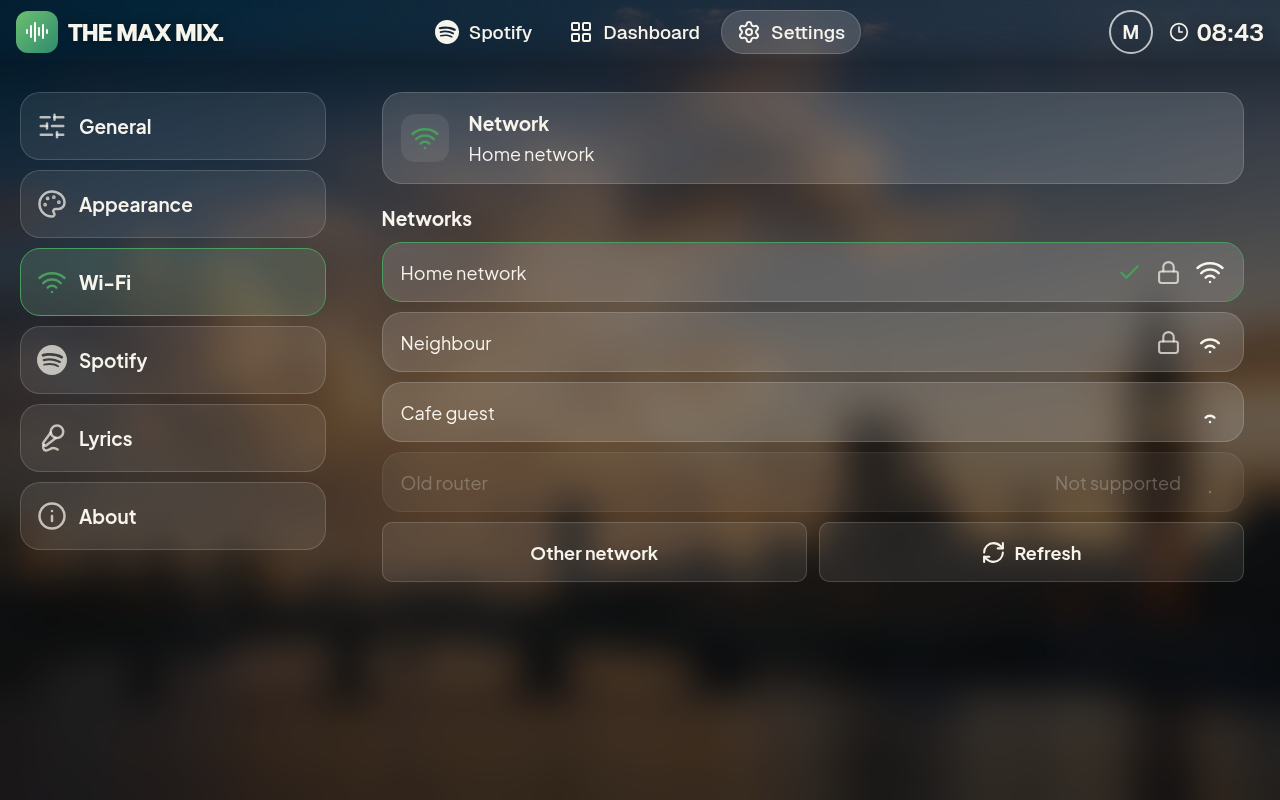 THE MAX MIX.
Spotify
Dashboard
Settings
M
08:43
General
Appearance
Wi-Fi
Spotify
Lyrics
About
Network
Home network
Networks
Home network
Neighbour
Cafe guest
Old router
Not supported
Other network
Refresh